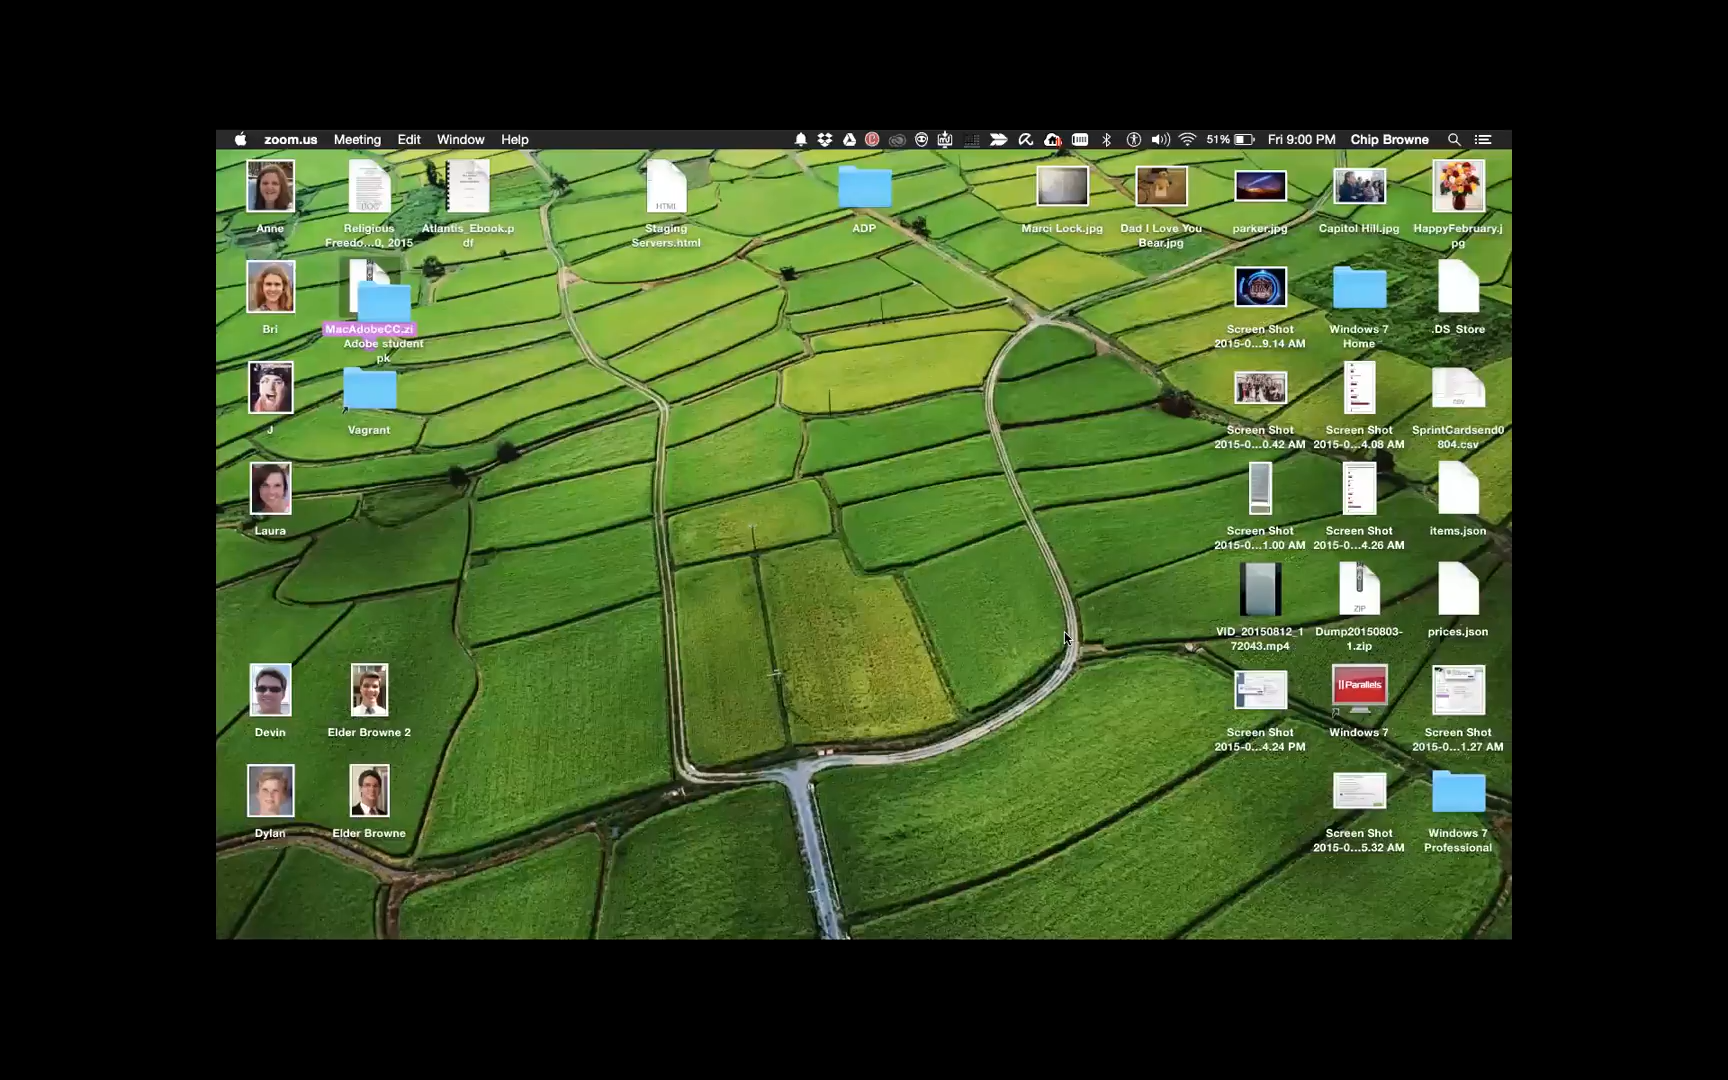 zoom.us Meeting Edit Window Help
51% Fri 9:00 PM Chip Browne
Anne
Religious
Freedo...0, 2015
Atlantis_Ebook.p
df
HTML
Staging
Servers.html
ADP
Marci Lock.jpg
Dad I Love You
Bear.jpg
parker.jpg
Capitol Hill.jpg
HappyFebruary.j
pg
Bri
MacAdobeCC.zi
Adobe student
pk
Screen Shot
2015-0...9.14 AM
Windows 7
Home
.DS_Store
J
Vagrant
Screen Shot
2015-0...0.42 AM
Screen Shot
2015-0...4.08 AM
SprintCardsend0
804.csv
Laura
Screen Shot
2015-0...1.00 AM
Screen Shot
2015-0...4.26 AM
items.json
VID_20150812_1
72043.mp4
ZIP
Dump20150803-
1.zip
prices.json
Devin
Elder Browne 2
Screen Shot
2015-0...4.24 PM
Parallels
Windows 7
Screen Shot
2015-0...1.27 AM
Dylan
Elder Browne
Screen Shot
2015-0...5.32 AM
Windows 7
Professional